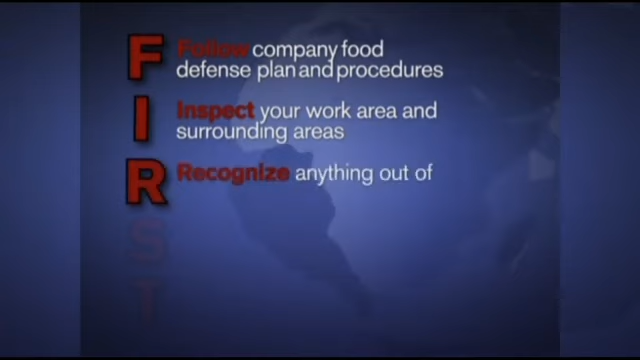 F Follow company food
defense plan and procedures
I Inspect your work area and
surrounding areas
R Recognize anything out of
S
T